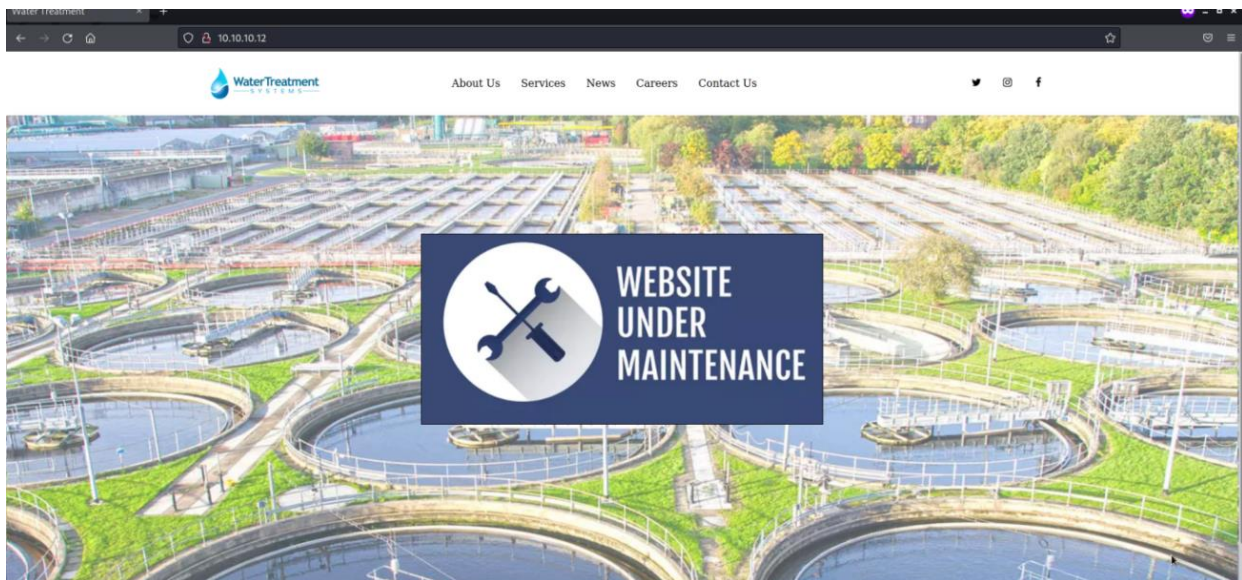 Water Treatment
10.10.10.12
WaterTreatment
SYSTEMS
About Us Services News Careers Contact Us
WEBSITE
UNDER
MAINTENANCE